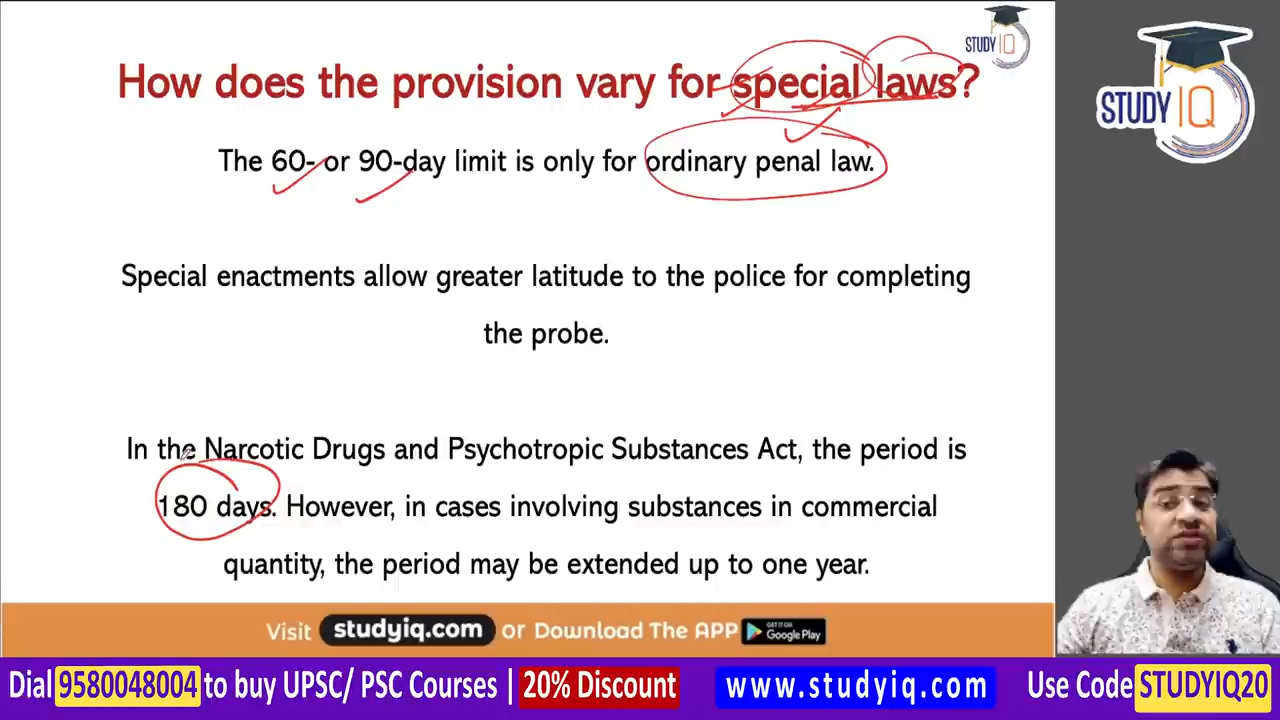 STUDY IQ
How does the provision vary for special laws?
STUDY IQ
The 60- or 90-day limit is only for ordinary penal law.
Special enactments allow greater latitude to the police for completing
the probe.
In the Narcotic Drugs and Psychotropic Substances Act, the period is
180 days. However, in cases involving substances in commercial
quantity, the period may be extended up to one year.
Visit studyiq.com or Download The APP GET IT ON Google Play
Dial 9580048004 to buy UPSC/ PSC Courses | 20% Discount www.studyiq.com Use Code STUDYIQ20